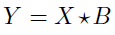 Y = X ⋆ B